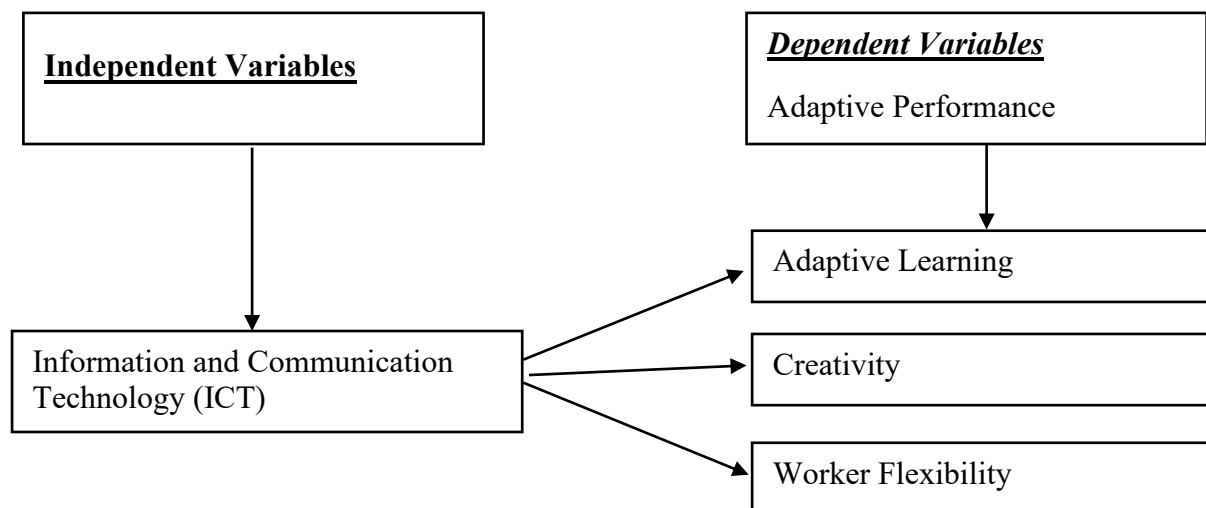 Independent Variables
Dependent Variables
Adaptive Performance
Adaptive Learning
Information and Communication
Technology (ICT)
Creativity
Worker Flexibility